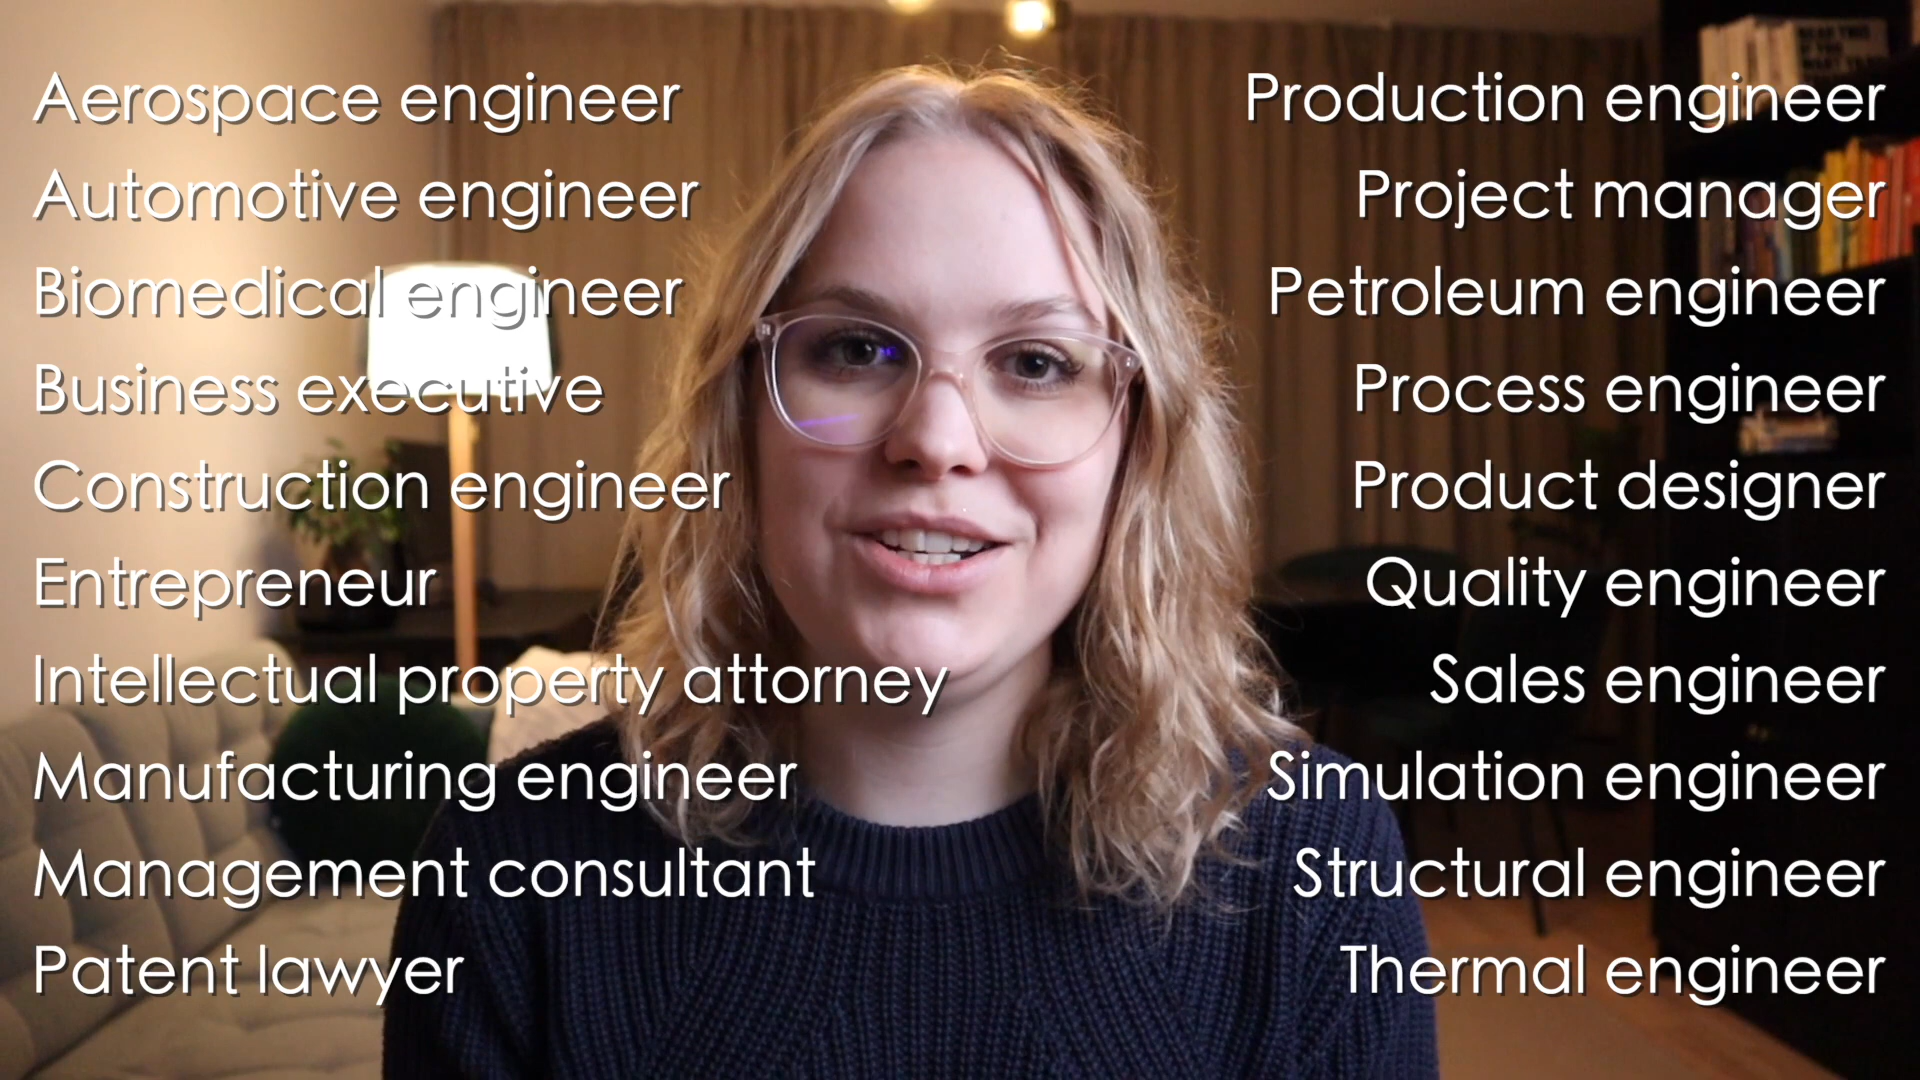 Aerospace engineer
Automotive engineer
Biomedical engineer
Business executive
Construction engineer
Entrepreneur
Intellectual property attorney
Manufacturing engineer
Management consultant
Patent lawyer
Production engineer
Project manager
Petroleum engineer
Process engineer
Product designer
Quality engineer
Sales engineer
Simulation engineer
Structural engineer
Thermal engineer